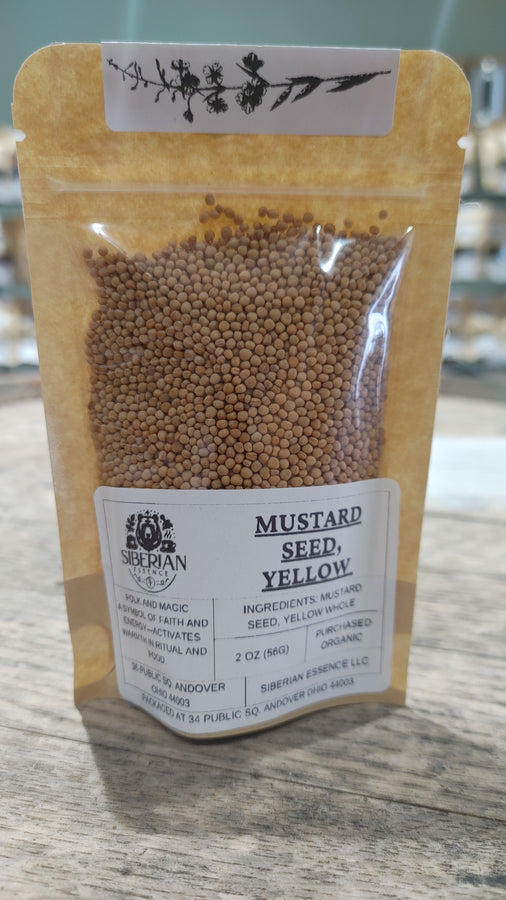 SIBERIAN
ESSENCE
MUSTARD
SEED,
YELLOW
FOLK AND MAGIC
A SYMBOL OF FAITH AND
ENERGY—ACTIVATES
WARMTH IN RITUAL AND
FOOD
INGREDIENTS: MUSTARD
SEED, YELLOW WHOLE
2 OZ (56G)
PURCHASED
ORGANIC
36 PUBLIC SQ. ANDOVER
OHIO 44003
SIBERIAN ESSENCE LLC
PACKAGED AT 34 PUBLIC SQ. ANDOVER OHIO 44003